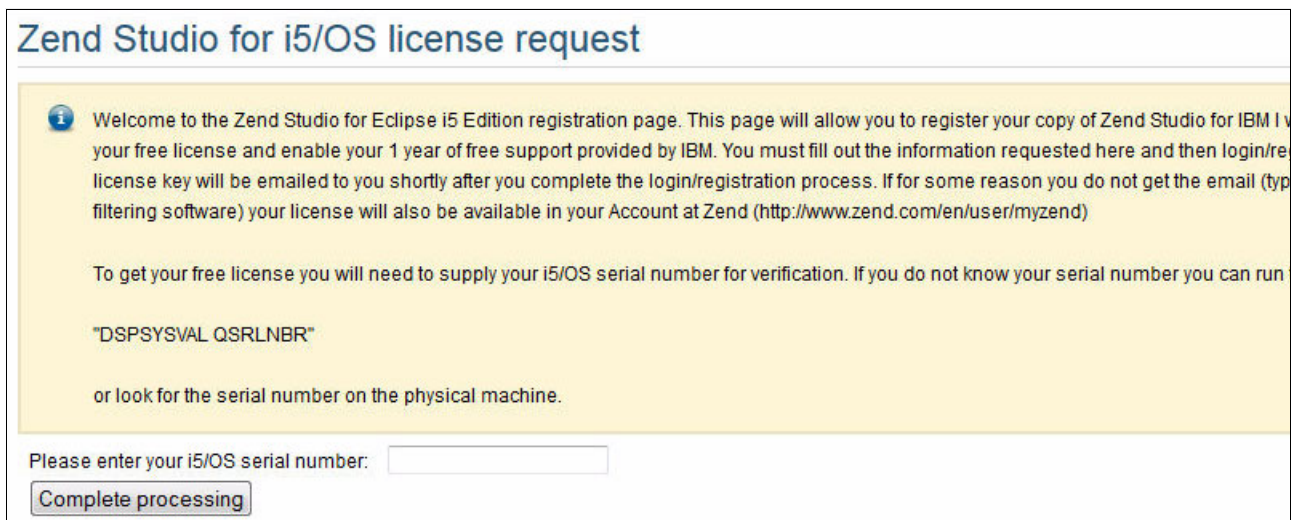 Zend Studio for i5/OS license request
Welcome to the Zend Studio for Eclipse i5 Edition registration page. This page will allow you to register your copy of Zend Studio for IBM I
your free license and enable your 1 year of free support provided by IBM. You must fill out the information requested here and then
license key will be emailed to you shortly after you complete the login/registration process. If for some reason you do not get the email
filtering software) your license will also be available in your Account at Zend (http://www.zend.com/en/user/myzend)
To get your free license you will need to supply your i5/OS serial number for verification. If you do not know your serial number you can run
"DSPSYSVAL QSRLNBR"
or look for the serial number on the physical machine.
Please enter your i5/OS serial number:
Complete processing